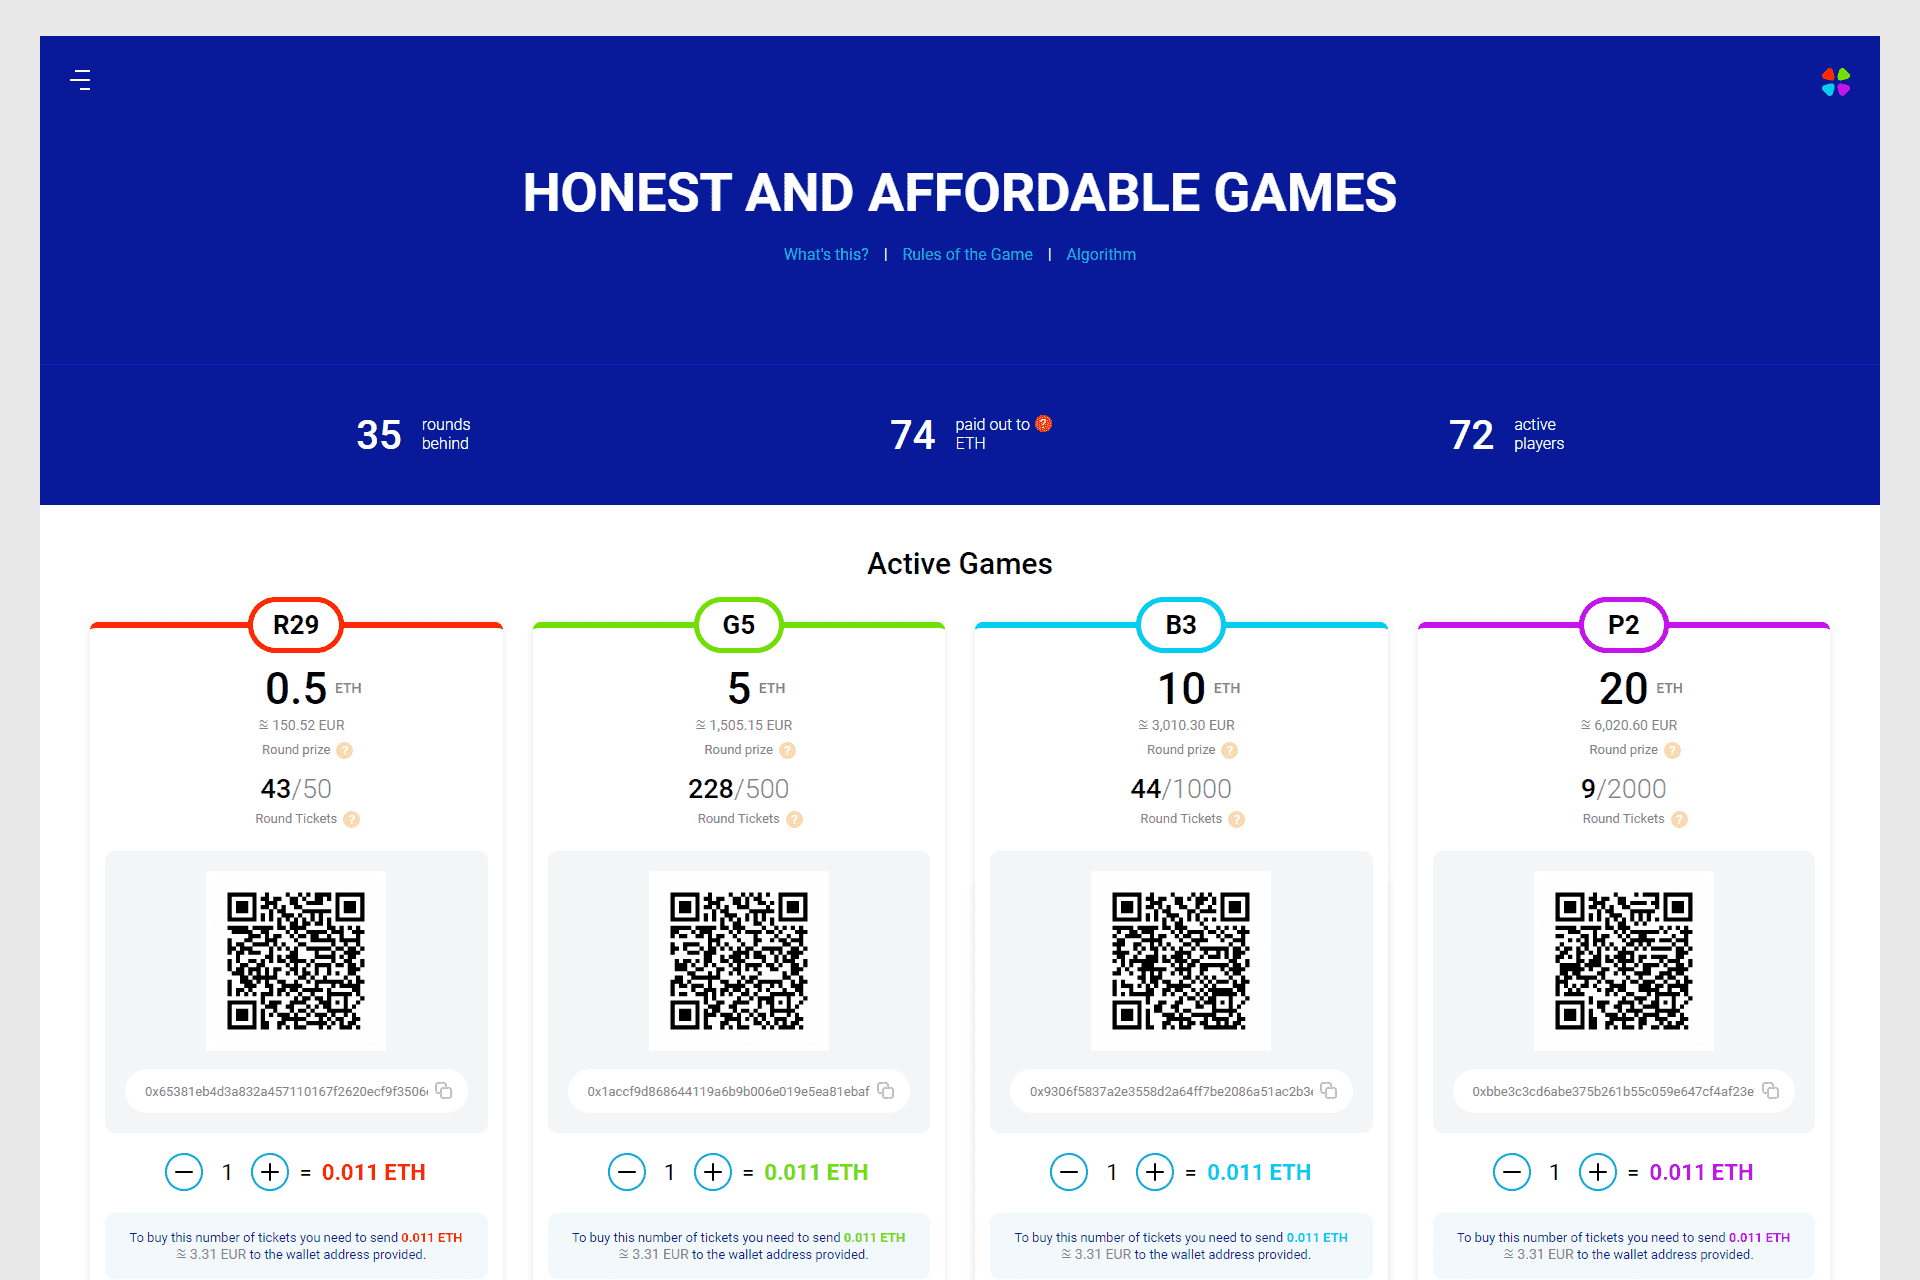 HONEST AND AFFORDABLE GAMES
What's this? | Rules of the Game | Algorithm
35 rounds behind
74 paid out to ? ETH
72 active players
Active Games
R29
0.5 ETH
≅ 150.52 EUR
Round prize ?
43/50
Round Tickets ?
0x65381eb4d3a832a457110167f2620ecf9f3506
1 = 0.011 ETH
To buy this number of tickets you need to send 0.011 ETH
≅ 3.31 EUR to the wallet address provided.
G5
5 ETH
≅ 1,505.15 EUR
Round prize ?
228/500
Round Tickets ?
0x1accf9d868644119a6b9b006e019e5ea81ebaf
1 = 0.011 ETH
To buy this number of tickets you need to send 0.011 ETH
≅ 3.31 EUR to the wallet address provided.
B3
10 ETH
≅ 3,010.30 EUR
Round prize ?
44/1000
Round Tickets ?
0x9306f5837a2e3558d2a64ff7be2086a51ac2b3
1 = 0.011 ETH
To buy this number of tickets you need to send 0.011 ETH
≅ 3.31 EUR to the wallet address provided.
P2
20 ETH
≅ 6,020.60 EUR
Round prize ?
9/2000
Round Tickets ?
0xbbe3c3cd6abe375b261b55c059e647cf4af23e
1 = 0.011 ETH
To buy this number of tickets you need to send 0.011 ETH
≅ 3.31 EUR to the wallet address provided.